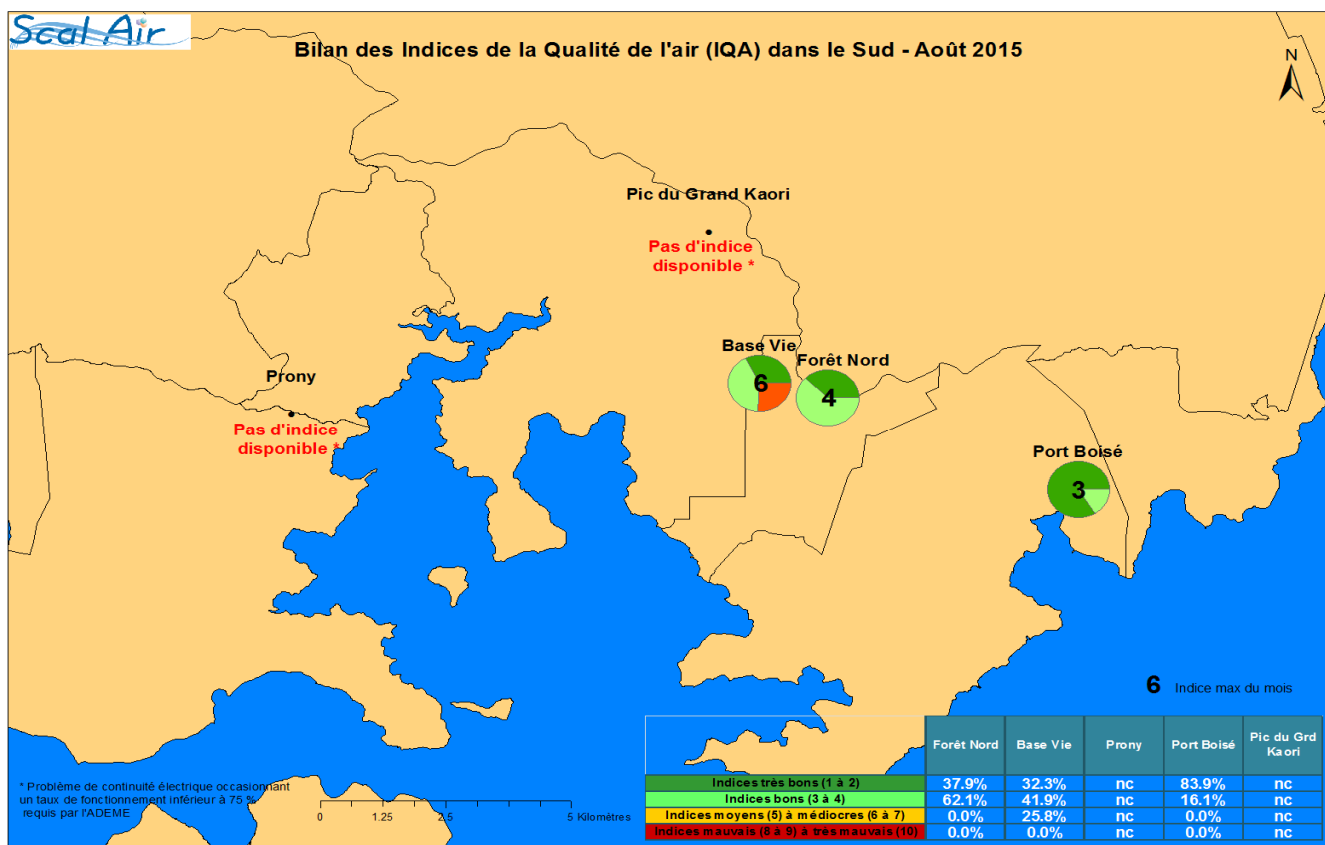 Scal Air
Bilan des Indices de la Qualité de l'air (IQA) dans le Sud - Août 2015
N
Pic du Grand Kaori
Pas d'indice
disponible *
Base Vie
6
Forêt Nord
4
Prony
Pas d'indice
disponible *
Port Boisé
3
6 Indice max du mois
Forêt Nord Base Vie Prony Port Boisé Pic du Grd
Kaori
Indices très bons (1 à 2) 37.9% 32.3% nc 83.9% nc
Indices bons (3 à 4) 62.1% 41.9% nc 16.1% nc
Indices moyens (5) à médiocres (6 à 7) 0.0% 25.8% nc 0.0% nc
Indices mauvais (8 à 9) à très mauvais (10) 0.0% 0.0% nc 0.0% nc
* Problème de continuité électrique occasionnant
un taux de fonctionnement inférieur à 75 %
requis par l'ADEME
0 1.25 2.5 5 Kilomètres